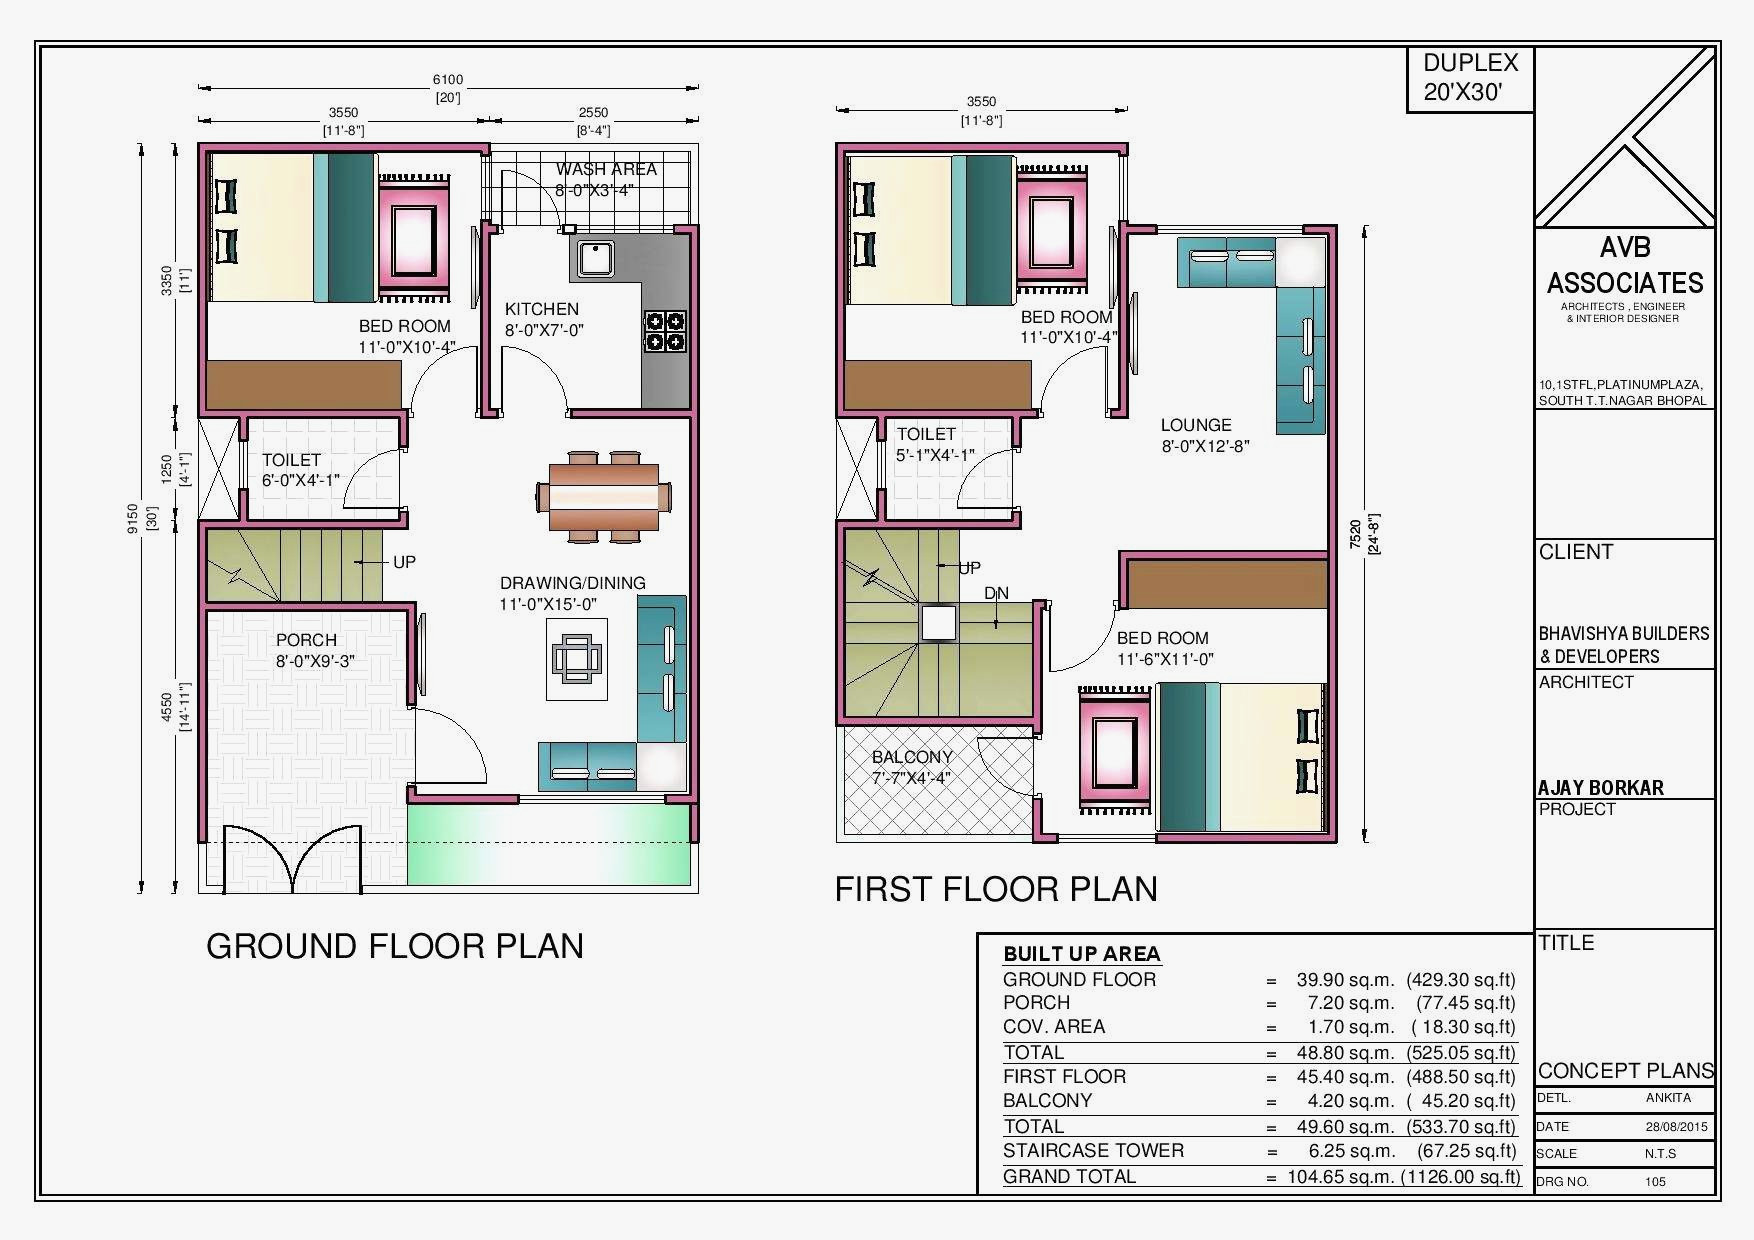 DUPLEX
20'X30'
6100
[20']
3550
[11'-8"]
2550
[8'-4"]
9150
[30']
3350
[11']
1250
[4'-1"]
4550
[14'-11"]
WASH AREA
8'-0"X3'-4"
KITCHEN
8'-0"X7'-0"
BED ROOM
11'-0"X10'-4"
TOILET
6'-0"X4'-1"
UP
DRAWING/DINING
11'-0"X15'-0"
PORCH
8'-0"X9'-3"
GROUND FLOOR PLAN
3550
[11'-8"]
BED ROOM
11'-0"X10'-4"
LOUNGE
8'-0"X12'-8"
TOILET
5'-1"X4'-1"
7520
[24'-8"]
UP
DN
BED ROOM
11'-6"X11'-0"
BALCONY
7'-7"X4'-4"
FIRST FLOOR PLAN
BUILT UP AREA
GROUND FLOOR = 39.90 sq.m. (429.30 sq.ft)
PORCH = 7.20 sq.m. (77.45 sq.ft)
COV. AREA = 1.70 sq.m. ( 18.30 sq.ft)
TOTAL = 48.80 sq.m. (525.05 sq.ft)
FIRST FLOOR = 45.40 sq.m. (488.50 sq.ft)
BALCONY = 4.20 sq.m. ( 45.20 sq.ft)
TOTAL = 49.60 sq.m. (533.70 sq.ft)
STAIRCASE TOWER = 6.25 sq.m. (67.25 sq.ft)
GRAND TOTAL = 104.65 sq.m. (1126.00 sq.ft)
AVB
ASSOCIATES
ARCHITECTS , ENGINEER
& INTERIOR DESIGNER
10,1STFL,PLATINUMPLAZA,
SOUTH T.T.NAGAR BHOPAL
CLIENT
BHAVISHYA BUILDERS
& DEVELOPERS
ARCHITECT
AJAY BORKAR
PROJECT
TITLE
CONCEPT PLANS
DETL. ANKITA
DATE 28/08/2015
SCALE N.T.S
DRG NO. 105